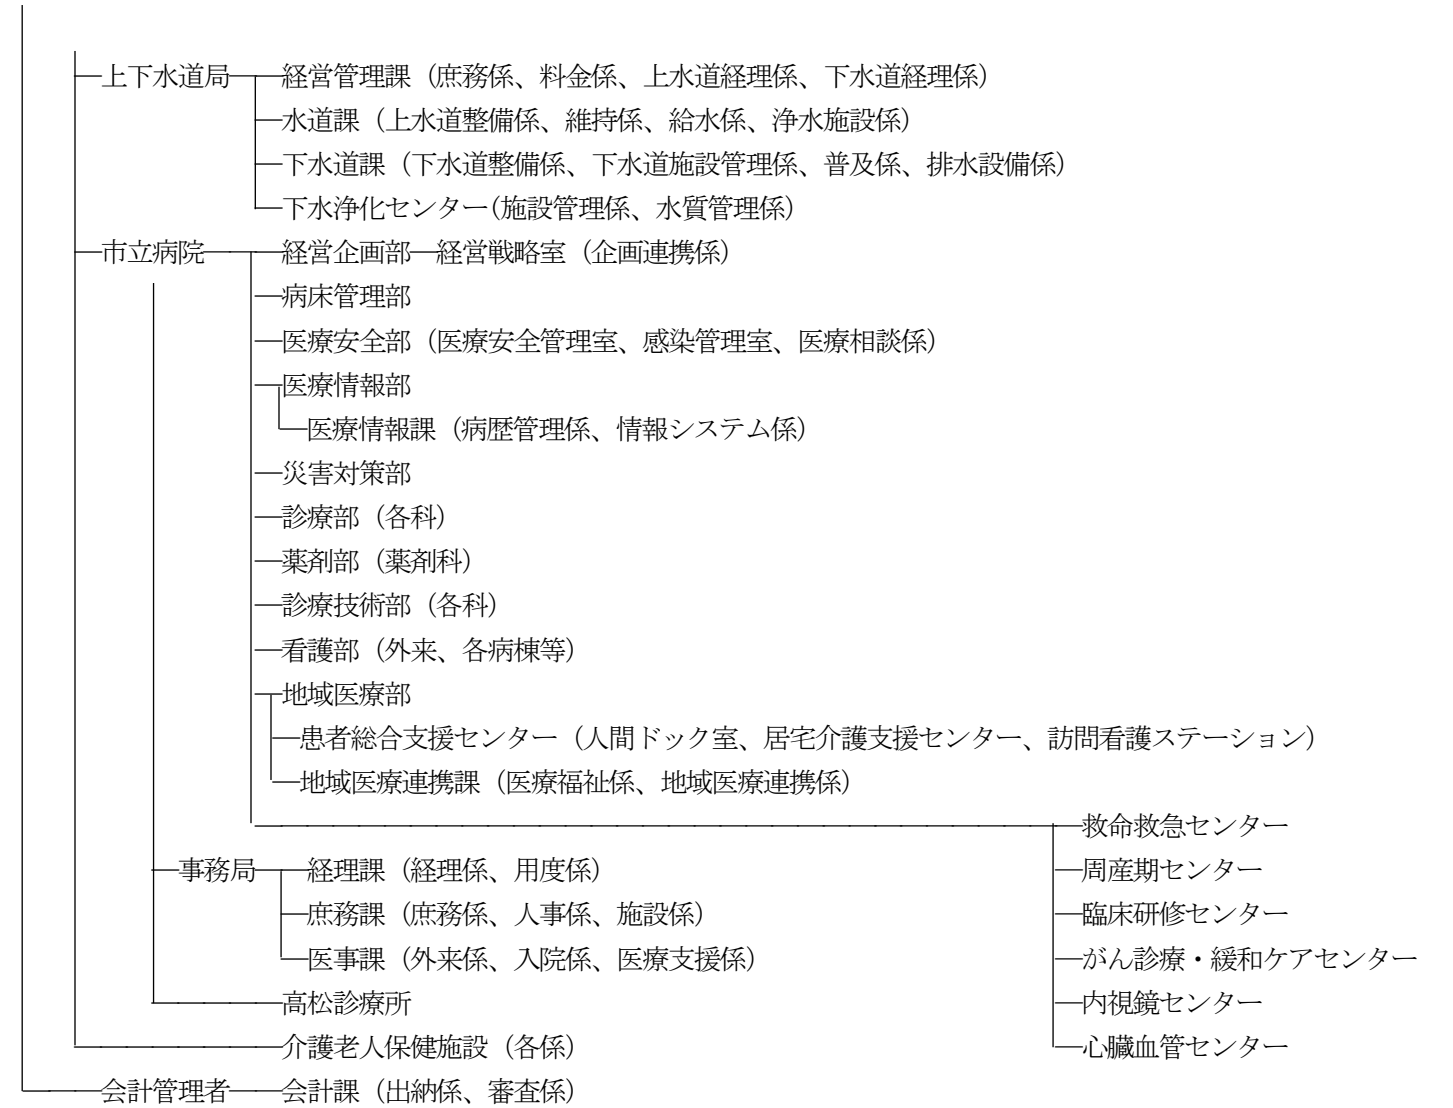 上下水道局 経営管理課（庶務係、料金係、上水道経理係、下水道経理係）
水道課（上水道整備係、維持係、給水係、浄水施設係）
下水道課（下水道整備係、下水道施設管理係、普及係、排水設備係）
下水浄化センター(施設管理係、水質管理係）
市立病院 経営企画部 経営戦略室（企画連携係）
病床管理部
医療安全部（医療安全管理室、感染管理室、医療相談係）
医療情報部
医療情報課（病歴管理係、情報システム係）
災害対策部
診療部（各科）
薬剤部（薬剤科）
診療技術部（各科）
看護部（外来、各病棟等）
地域医療部
患者総合支援センター（人間ドック室、居宅介護支援センター、訪問看護ステーション）
地域医療連携課（医療福祉係、地域医療連携係）
救命救急センター
事務局 経理課（経理係、用度係） 周産期センター
庶務課（庶務係、人事係、施設係） 臨床研修センター
医事課（外来係、入院係、医療支援係） がん診療・緩和ケアセンター
高松診療所 内視鏡センター
介護老人保健施設（各係） 心臓血管センター
会計管理者 会計課（出納係、審査係）